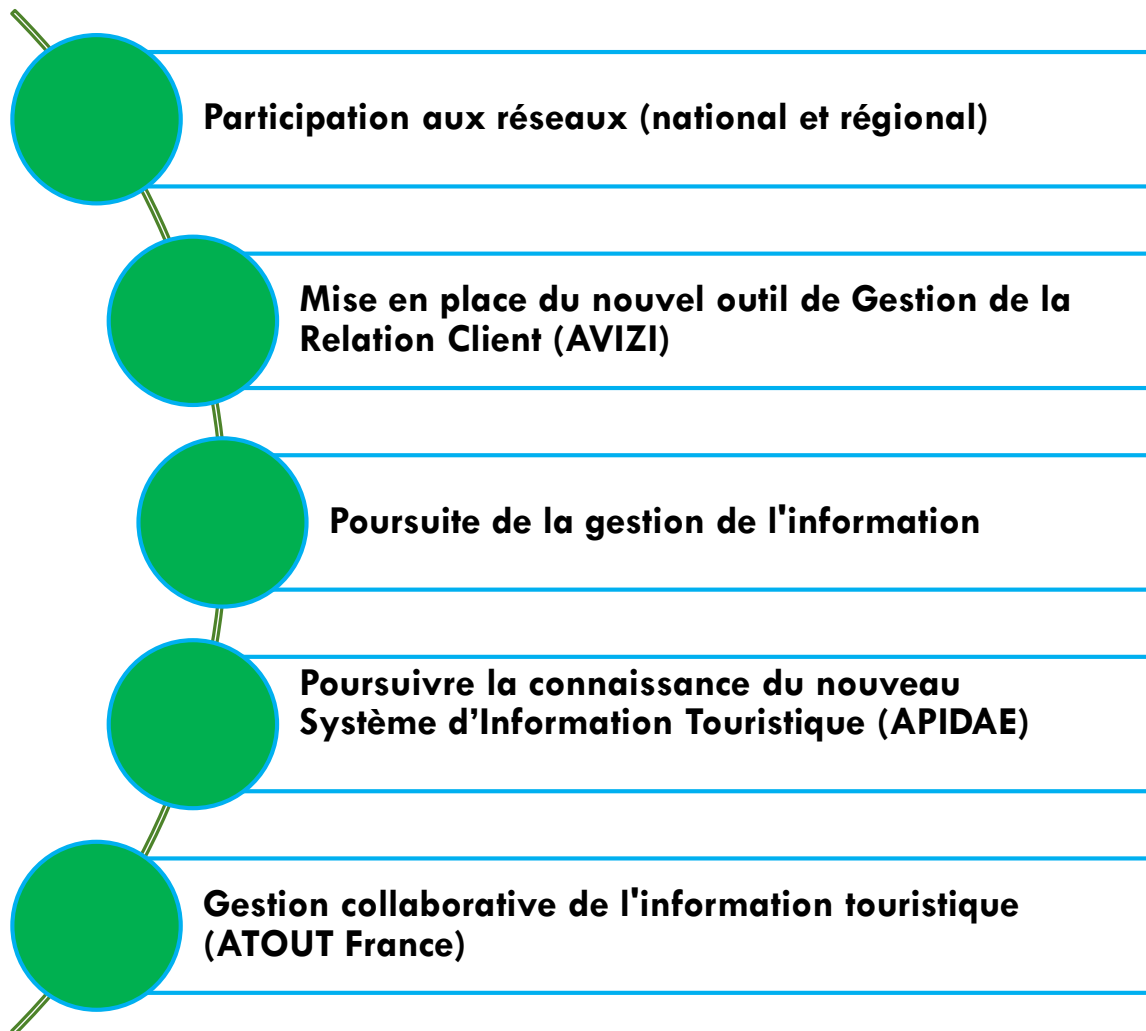 Participation aux réseaux (national et régional)
Mise en place du nouvel outil de Gestion de la
Relation Client (AVIZI)
Poursuite de la gestion de l'information
Poursuivre la connaissance du nouveau
Système d’Information Touristique (APIDAE)
Gestion collaborative de l'information touristique
(ATOUT France)